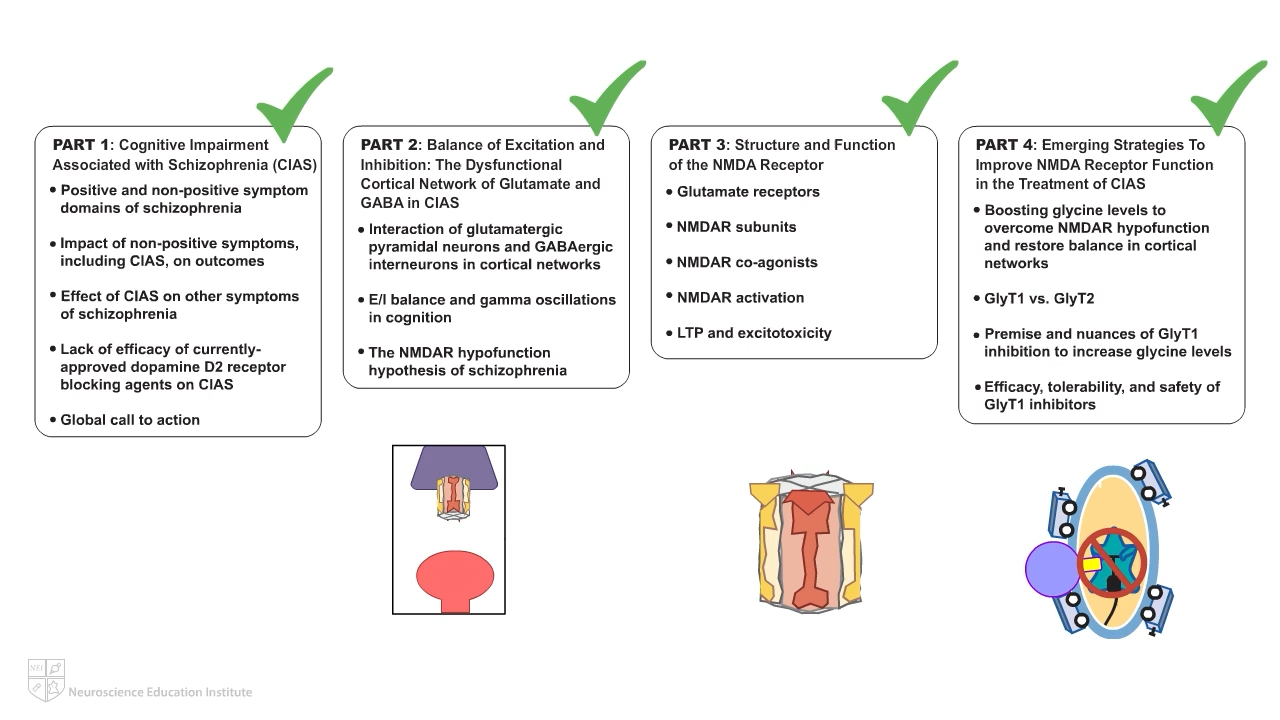 PART 1: Cognitive Impairment
Associated with Schizophrenia (CIAS)
• Positive and non-positive symptom
domains of schizophrenia
• Impact of non-positive symptoms,
including CIAS, on outcomes
• Effect of CIAS on other symptoms
of schizophrenia
• Lack of efficacy of currently-
approved dopamine D2 receptor
blocking agents on CIAS
• Global call to action
PART 2: Balance of Excitation and
Inhibition: The Dysfunctional
Cortical Network of Glutamate and
GABA in CIAS
• Interaction of glutamatergic
pyramidal neurons and GABAergic
interneurons in cortical networks
• E/I balance and gamma oscillations
in cognition
• The NMDAR hypofunction
hypothesis of schizophrenia
PART 3: Structure and Function
of the NMDA Receptor
• Glutamate receptors
• NMDAR subunits
• NMDAR co-agonists
• NMDAR activation
• LTP and excitotoxicity
PART 4: Emerging Strategies To
Improve NMDA Receptor Function
in the Treatment of CIAS
• Boosting glycine levels to
overcome NMDAR hypofunction
and restore balance in cortical
networks
• GlyT1 vs. GlyT2
• Premise and nuances of GlyT1
inhibition to increase glycine levels
• Efficacy, tolerability, and safety of
GlyT1 inhibitors
NEI
Neuroscience Education Institute